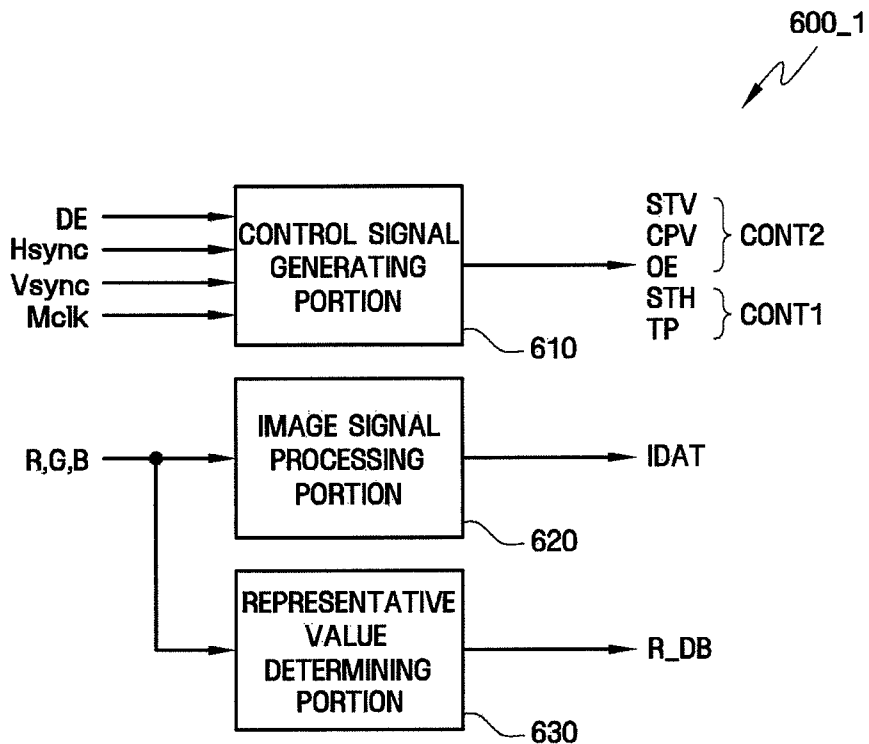 600_1
DE
Hsync
Vsync
Mclk
CONTROL SIGNAL
GENERATING
PORTION
610
STV
CPV
OE
CONT2
STH
TP
CONT1
R,G,B
IMAGE SIGNAL
PROCESSING
PORTION
620
IDAT
REPRESENTATIVE
VALUE
DETERMINING
PORTION
630
R_DB